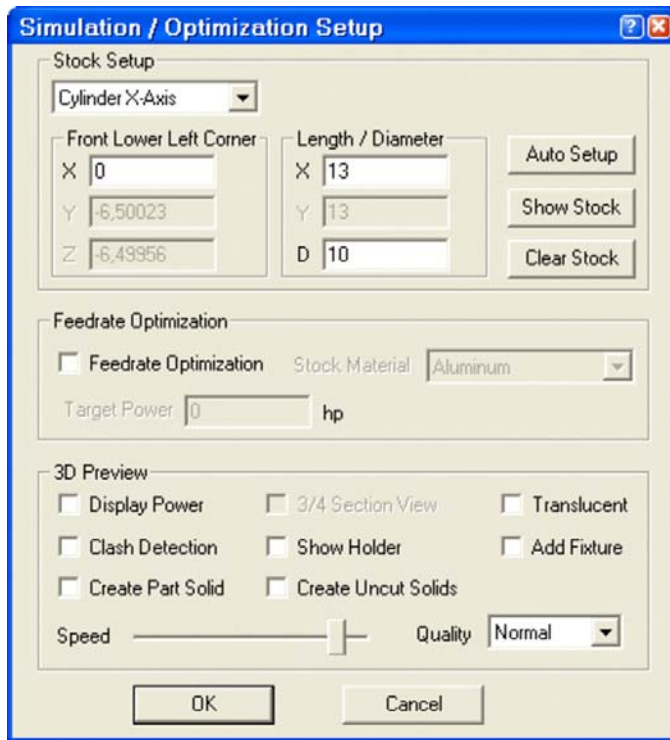 Simulation / Optimization Setup
Stock Setup
Cylinder X-Axis
Front Lower Left Corner
X 0
Y -6,50023
Z -6,49956
Length / Diameter
X 13
Y 13
D 10
Auto Setup
Show Stock
Clear Stock
Feedrate Optimization
Feedrate Optimization Stock Material Aluminum
Target Power 0 hp
3D Preview
Display Power 3/4 Section View Translucent
Clash Detection Show Holder Add Fixture
Create Part Solid Create Uncut Solids
Speed Quality Normal
OK Cancel